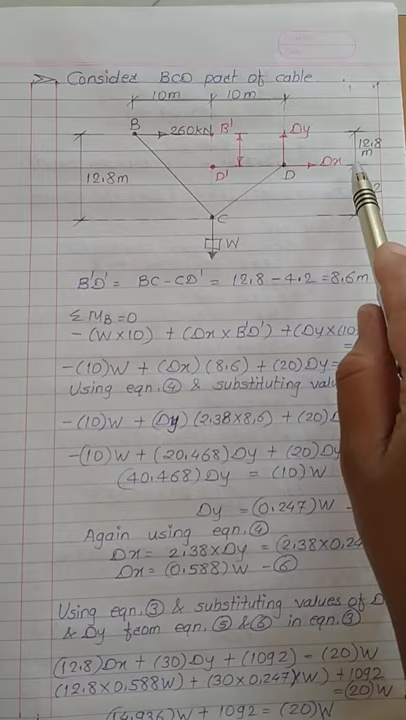 Consider BCD part of cable
10m 10m
B 260kN B' Dy
12.8
m
12.8m D' D Dx
2
C
W
B'D' = BC-CD' = 12.8-4.2=8.6m
ΣMB=0
-(W×10) + (Dx×B'D') +(Dy×(10
=
-(10)W + (Dx)(8.6) + (20)Dy=
Using eqn.④ & substituting
-(10)W + (Dy)(2.38×8.6) + (20)
-(10)W + (20.468)Dy + (20)Dy
(40.468)Dy = (10)W
Dy =(0.247)W -
Again using eqn.④
Dx = 2.38×Dy = (2.38×0.24
Dx = (0.588)W -⑥
Using eqn.③ & substituting values of D
& Dy from eqn. ⑤ &⑥ in eqn.③
(12.8)Dx + (30)Dy + (1092) = (20)W
(12.8×0.588W) + (30×0.247)(W) +1092
=(20)W
(14.936)W + 1092 = (20)W